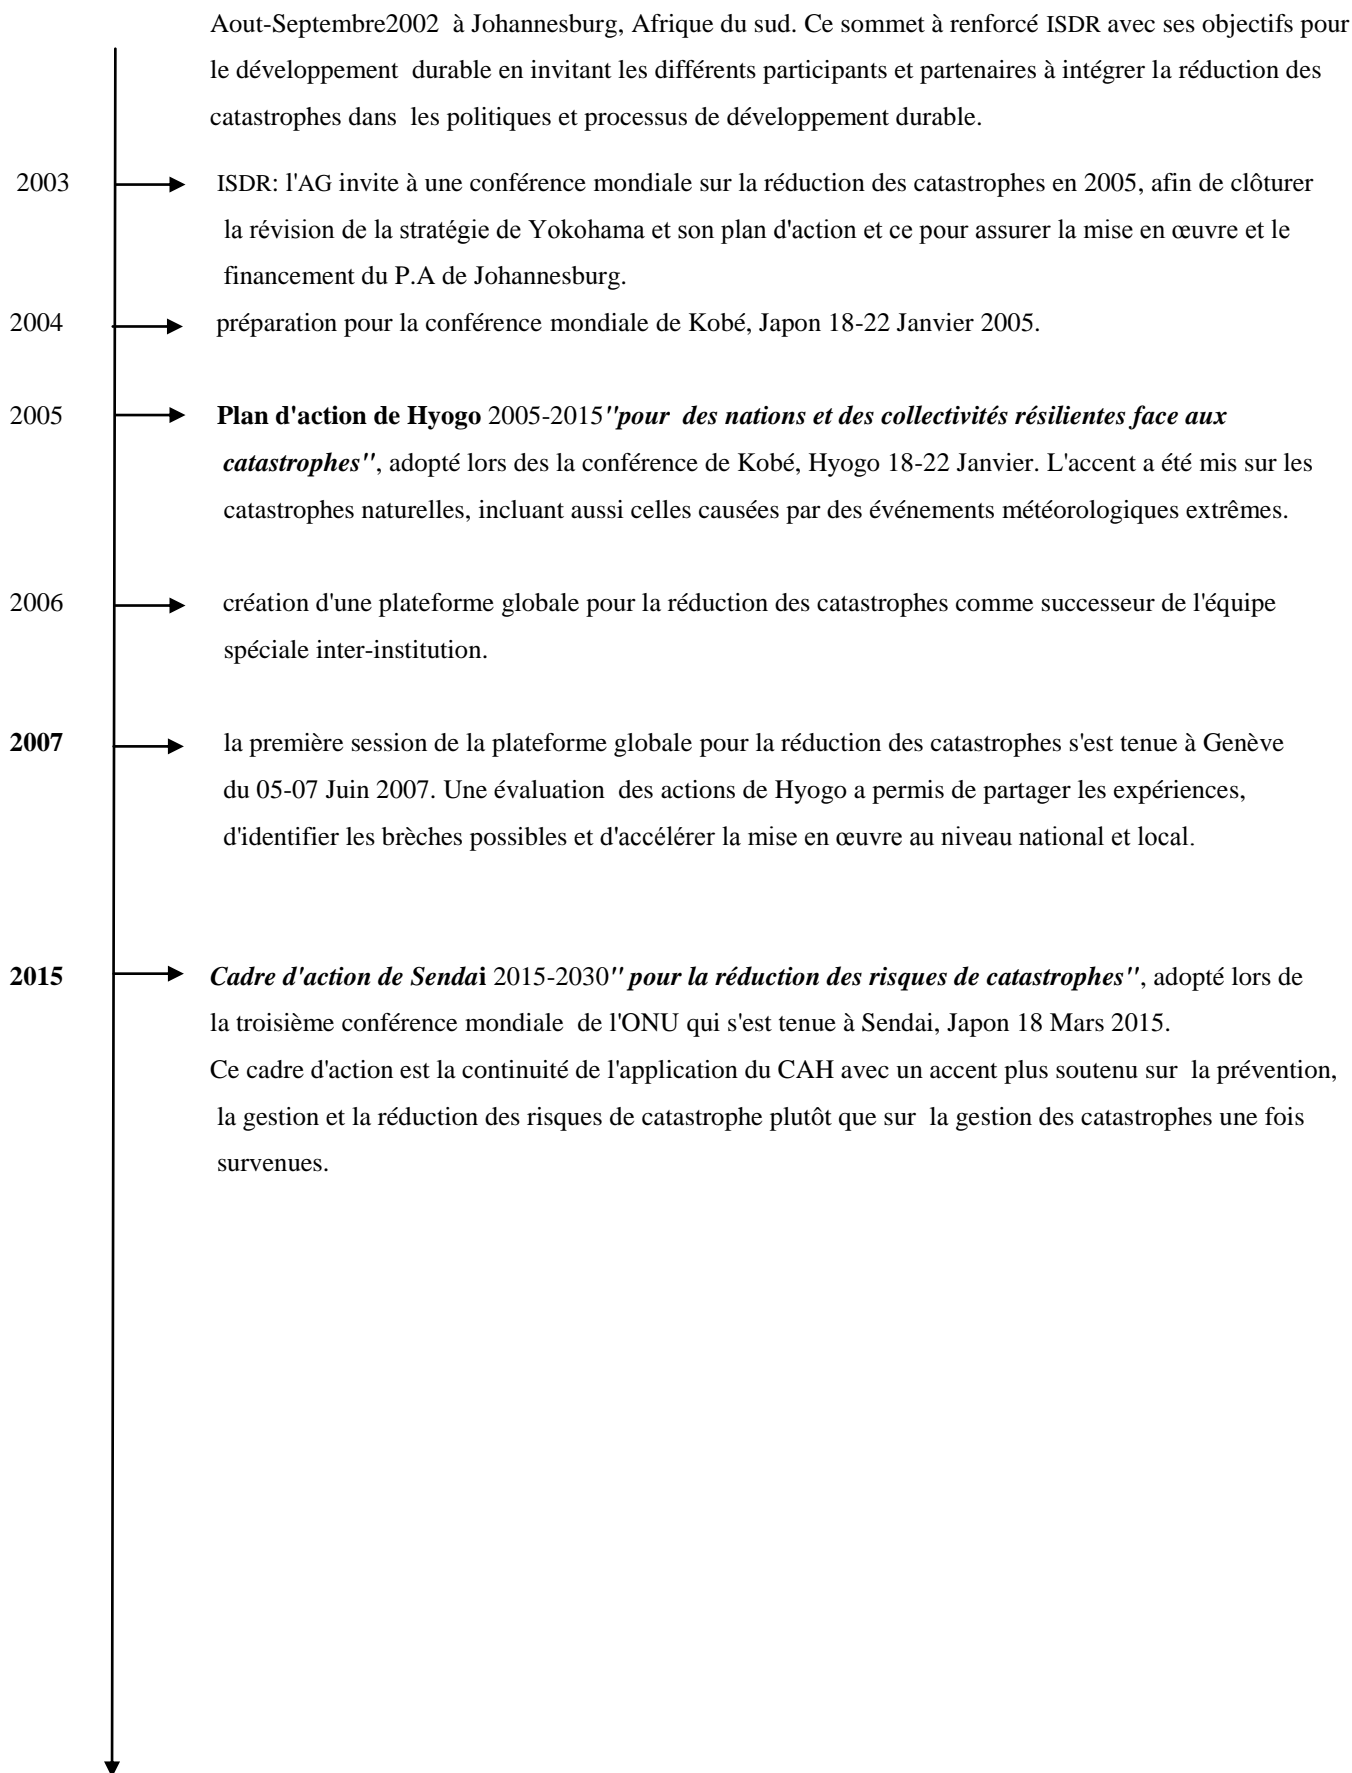 Aout-Septembre2002 à Johannesburg, Afrique du sud. Ce sommet à renforcé ISDR avec ses objectifs pour
le développement durable en invitant les différents participants et partenaires à intégrer la réduction des
catastrophes dans les politiques et processus de développement durable.
2003 ISDR: l'AG invite à une conférence mondiale sur la réduction des catastrophes en 2005, afin de clôturer
la révision de la stratégie de Yokohama et son plan d'action et ce pour assurer la mise en œuvre et le
financement du P.A de Johannesburg.
2004 préparation pour la conférence mondiale de Kobé, Japon 18-22 Janvier 2005.
2005 Plan d'action de Hyogo 2005-2015"pour des nations et des collectivités résilientes face aux
catastrophes", adopté lors des la conférence de Kobé, Hyogo 18-22 Janvier. L'accent a été mis sur les
catastrophes naturelles, incluant aussi celles causées par des événements météorologiques extrêmes.
2006 création d'une plateforme globale pour la réduction des catastrophes comme successeur de l'équipe
spéciale inter-institution.
2007 la première session de la plateforme globale pour la réduction des catastrophes s'est tenue à Genève
du 05-07 Juin 2007. Une évaluation des actions de Hyogo a permis de partager les expériences,
d'identifier les brèches possibles et d'accélérer la mise en œuvre au niveau national et local.
2015 Cadre d'action de Sendai 2015-2030" pour la réduction des risques de catastrophes", adopté lors de
la troisième conférence mondiale de l'ONU qui s'est tenue à Sendai, Japon 18 Mars 2015.
Ce cadre d'action est la continuité de l'application du CAH avec un accent plus soutenu sur la prévention,
la gestion et la réduction des risques de catastrophe plutôt que sur la gestion des catastrophes une fois
survenues.